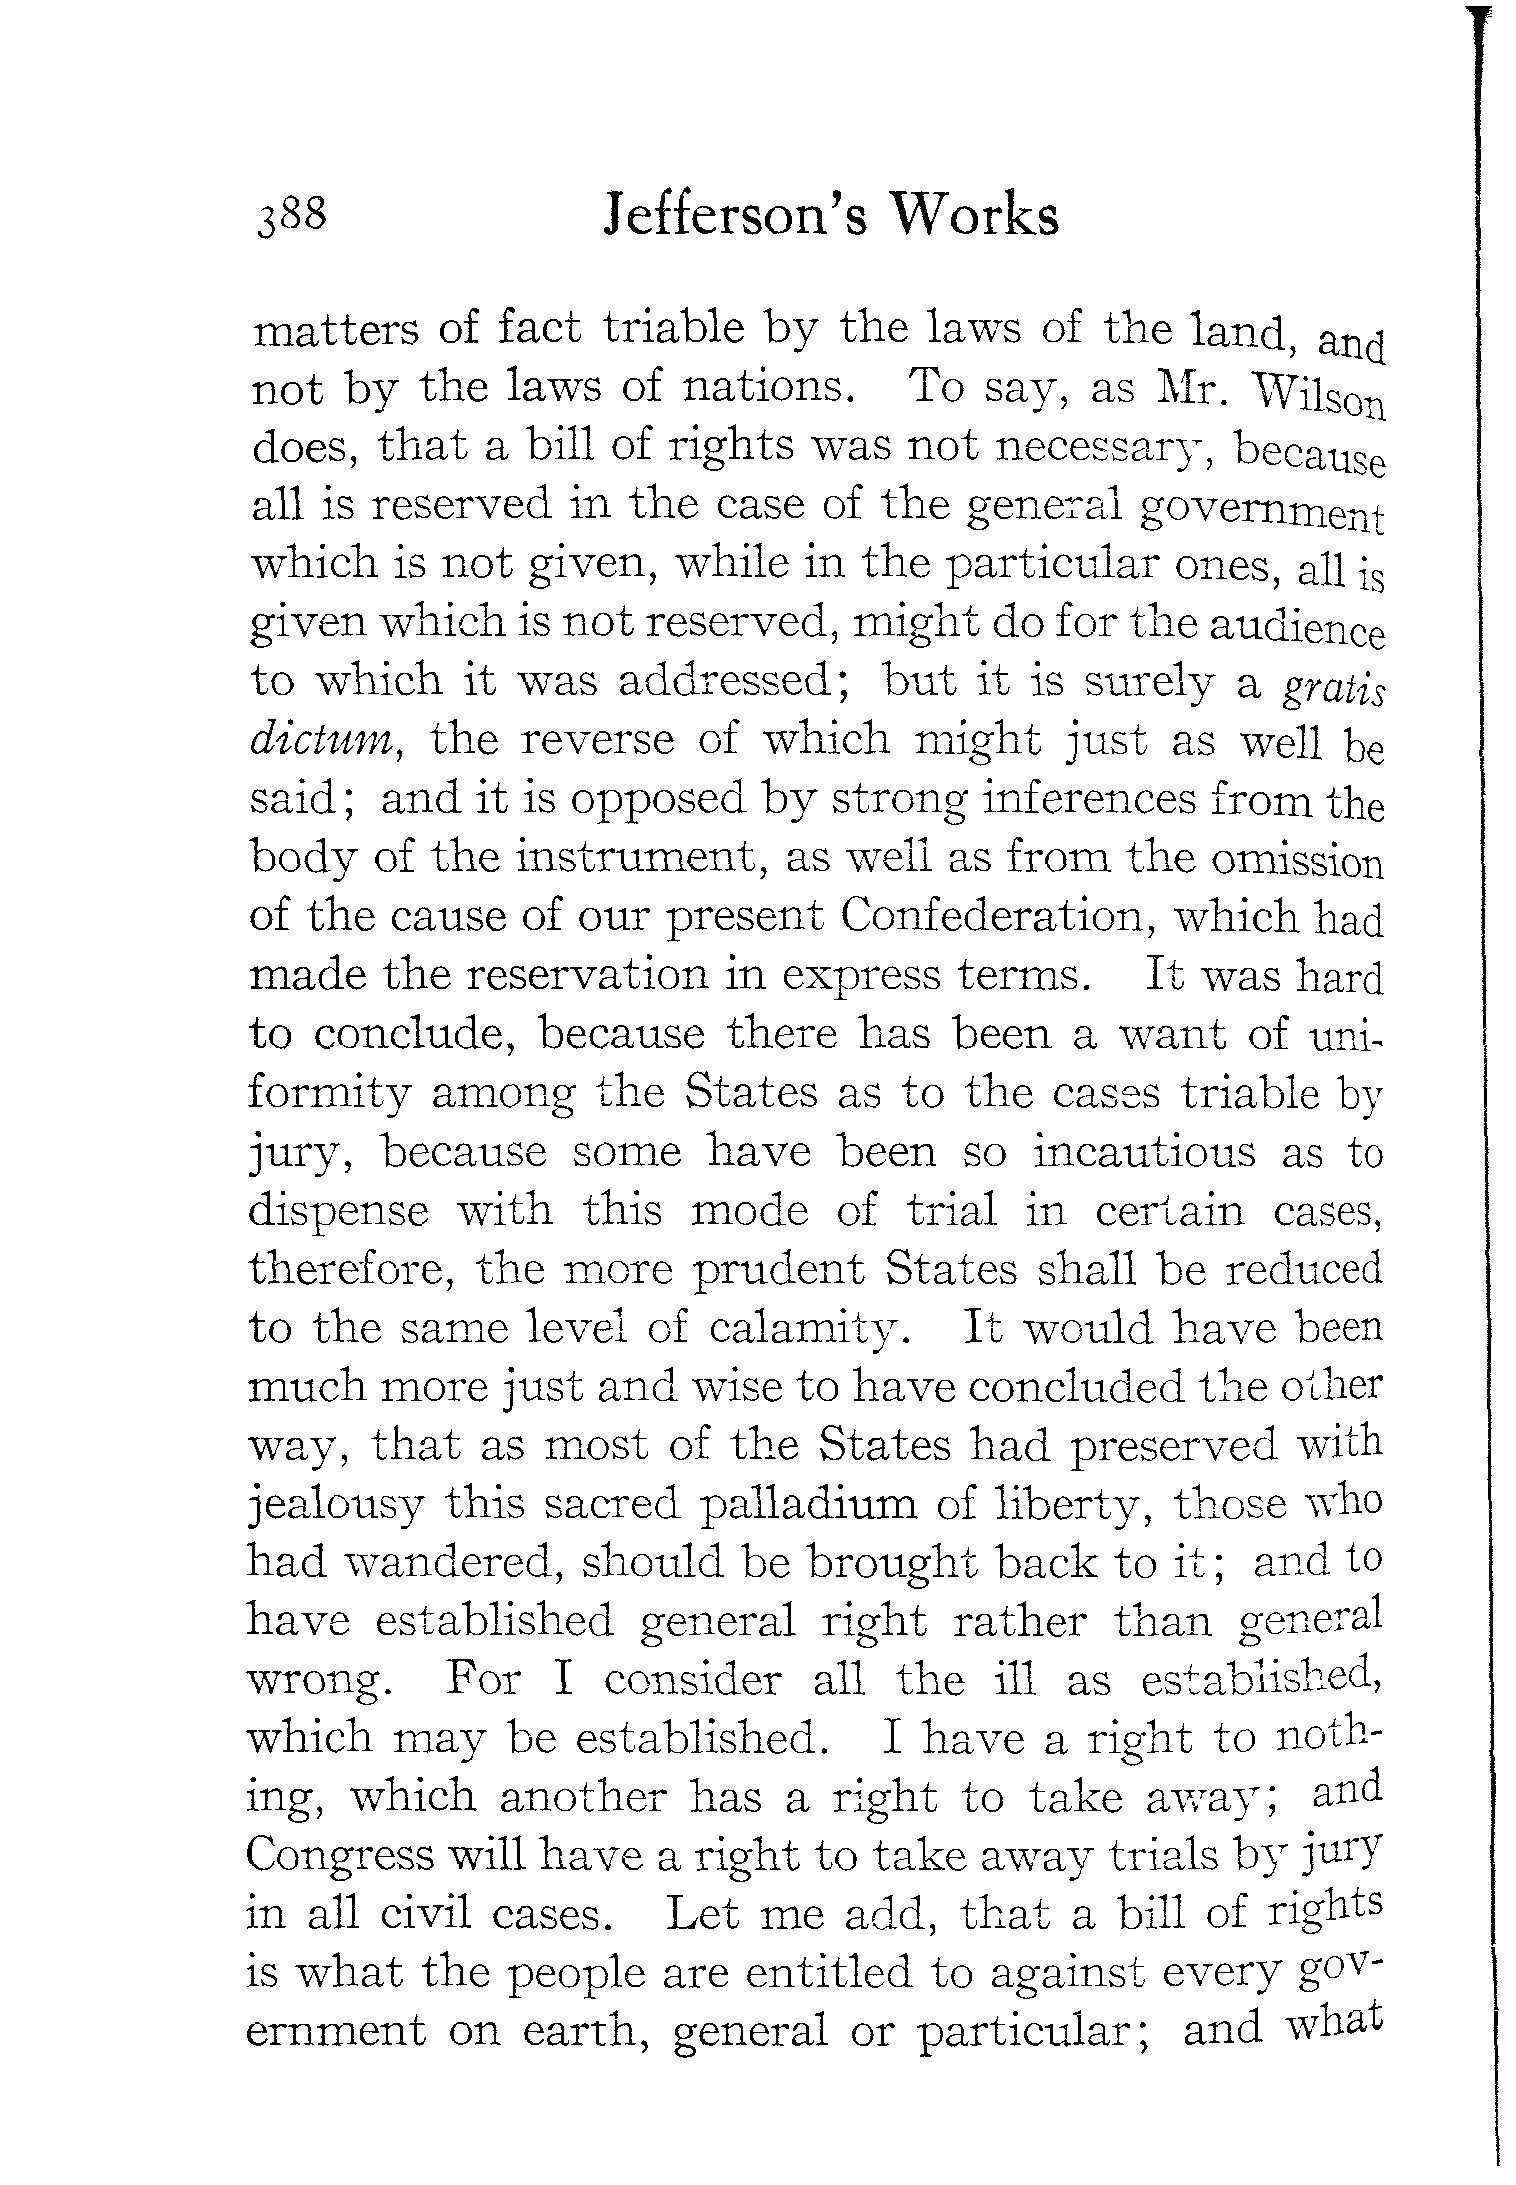 388 Jefferson's Works
matters of fact triable by the laws of the land, and
not by the laws of nations. To say, as Mr. Wilson
does, that a bill of rights was not necessary, because
all is reserved in the case of the general government
which is not given, while in the particular ones, all is
given which is not reserved, might do for the audience
to which it was addressed; but it is surely a gratis
dictum, the reverse of which might just as well be
said; and it is opposed by strong inferences from the
body of the instrument, as well as from the omission
of the cause of our present Confederation, which had
made the reservation in express terms. It was hard
to conclude, because there has been a want of uni-
formity among the States as to the cases triable by
jury, because some have been so incautious as to
dispense with this mode of trial in certain cases,
therefore, the more prudent States shall be reduced
to the same level of calamity. It would have been
much more just and wise to have concluded the other
way, that as most of the States had preserved with
jealousy this sacred palladium of liberty, those who
had wandered, should be brought back to it; and to
have established general right rather than general
wrong. For I consider all the ill as established,
which may be established. I have a right to noth-
ing, which another has a right to take away; and
Congress will have a right to take away trials by jury
in all civil cases. Let me add, that a bill of rights
is what the people are entitled to against every gov-
ernment on earth, general or particular; and what